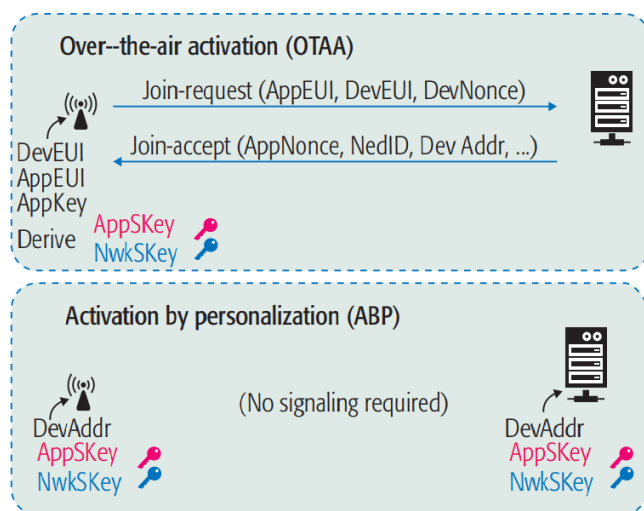 Over--the-air activation (OTAA)
Join-request (AppEUI, DevEUI, DevNonce)
Join-accept (AppNonce, NedID, Dev Addr, ...)
DevEUI
AppEUI
AppKey
Derive AppSKey
NwkSKey
Activation by personalization (ABP)
(No signaling required)
DevAddr
AppSKey
NwkSKey
DevAddr
AppSKey
NwkSKey